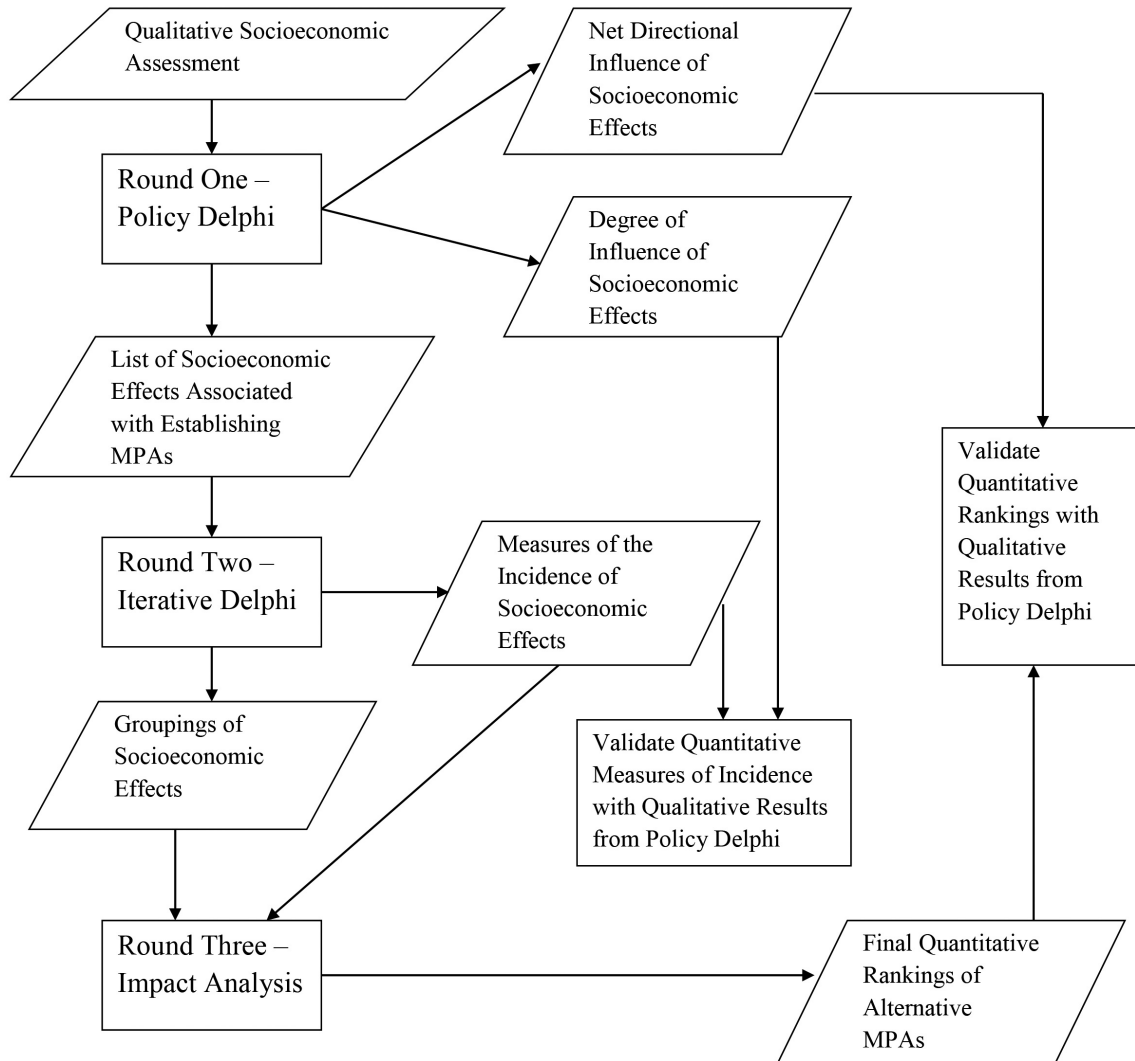 Qualitative Socioeconomic
Assessment
Net Directional
Influence of
Socioeconomic
Effects
Round One –
Policy Delphi
Degree of
Influence of
Socioeconomic
Effects
List of Socioeconomic
Effects Associated
with Establishing
MPAs
Validate
Quantitative
Rankings with
Qualitative
Results from
Policy Delphi
Round Two –
Iterative Delphi
Measures of the
Incidence of
Socioeconomic
Effects
Groupings of
Socioeconomic
Effects
Validate Quantitative
Measures of Incidence
with Qualitative Results
from Policy Delphi
Round Three –
Impact Analysis
Final Quantitative
Rankings of
Alternative
MPAs